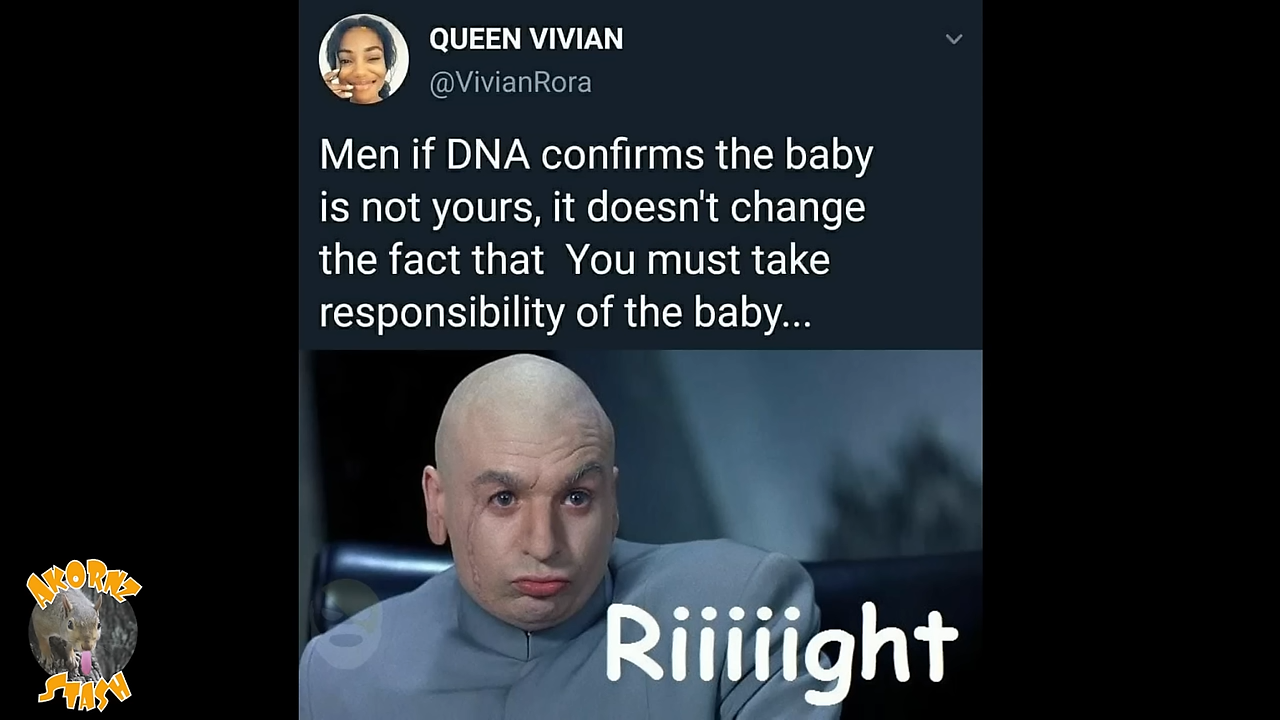 QUEEN VIVIAN
@VivianRora
Men if DNA confirms the baby
is not yours, it doesn't change
the fact that  You must take
responsibility of the baby...
Riiiiight
AKORNZ
STASH